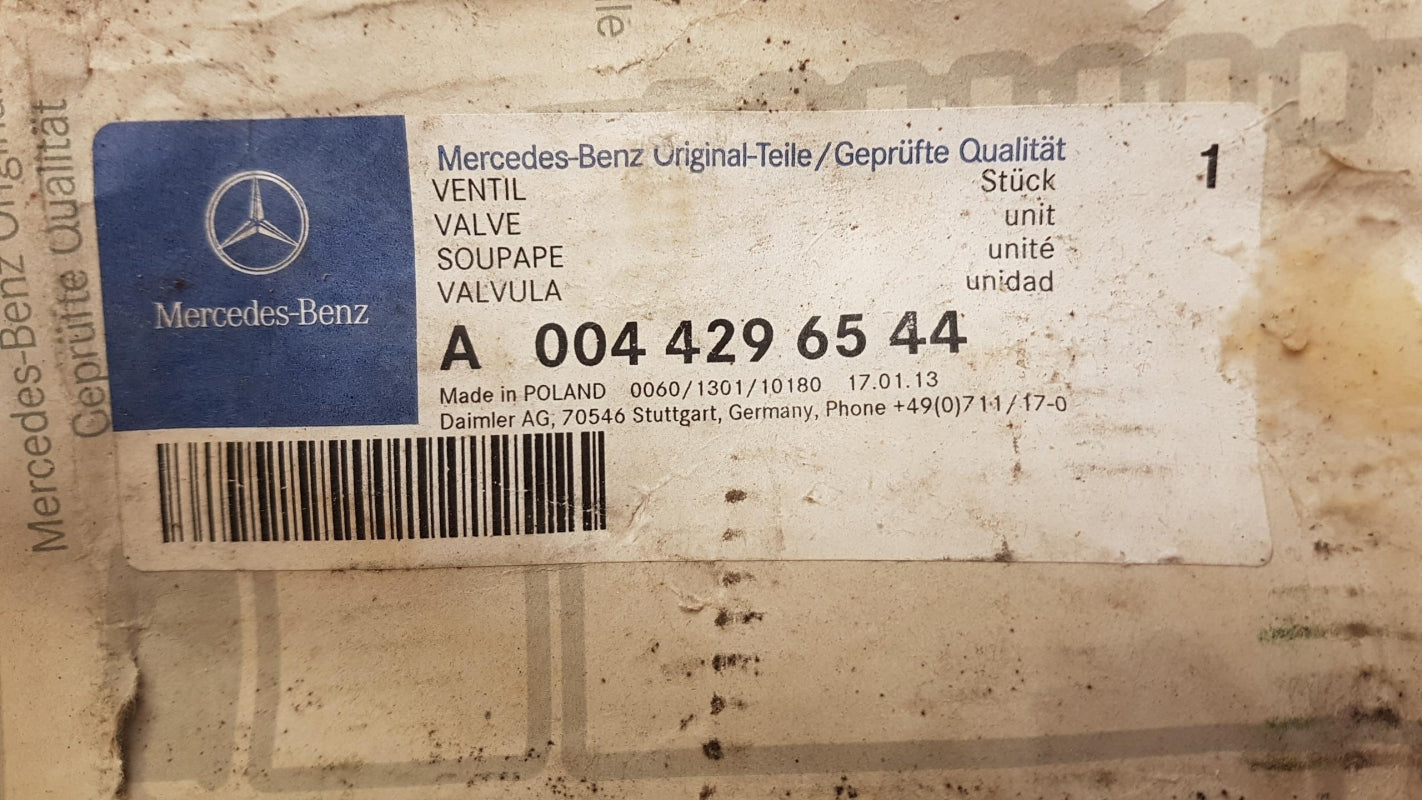 Mercedes-Benz Original
Geprüfte Qualität
Mercedes-Benz
Mercedes-Benz Original-Teile/Geprüfte Qualität
VENTIL Stück 1
VALVE unit
SOUPAPE unité
VALVULA unidad
A 004 429 65 44
Made in POLAND 0060/1301/10180 17.01.13
Daimler AG, 70546 Stuttgart, Germany, Phone +49(0)711/17-0